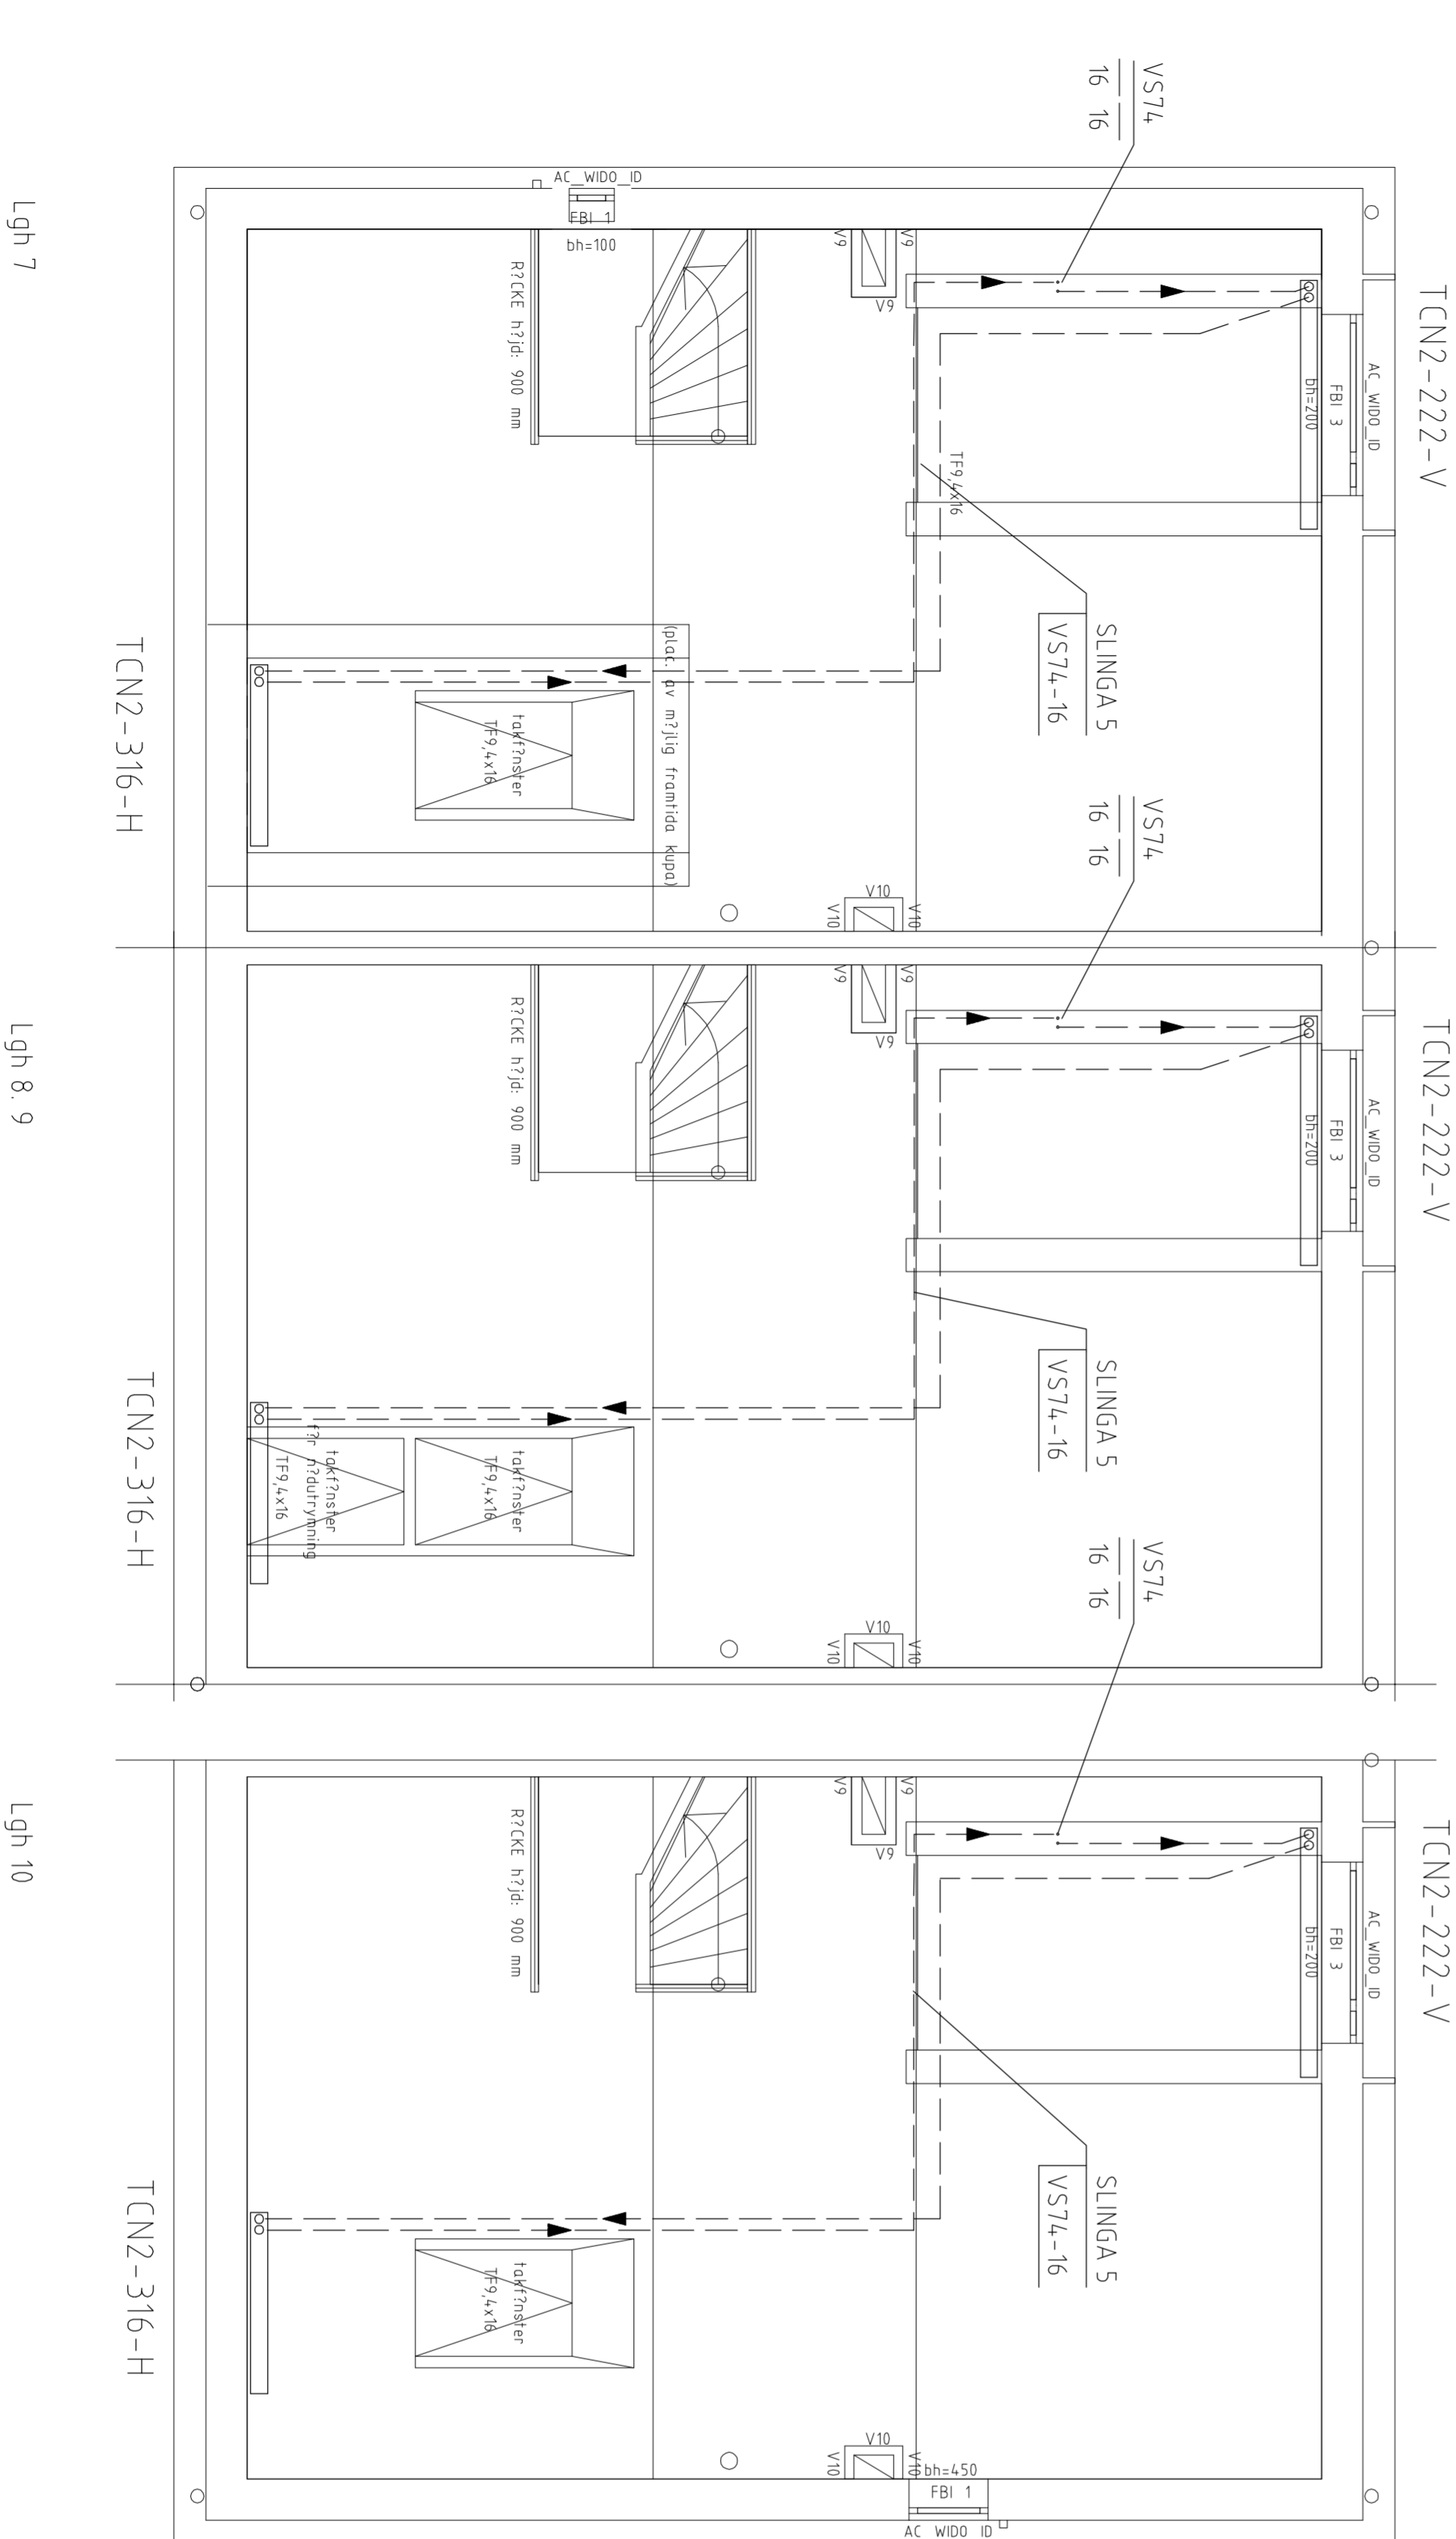 TCN2-222-V
AC_WIDO_ID
FBI 3
bh=200
VS74
16 16
SLINGA 5
VS74-16
TF9,4x16
V9
V9
V9
V10
V10
V10
(plac. av m?jlig framtida kupa)
AC_WIDO_ID
FBI 1
bh=100
R?CKE h?jd: 900 mm
takf?nster
TF9,4x16
TCN2-316-H
Lgh 7
TCN2-222-V
AC_WIDO_ID
FBI 3
bh=200
VS74
16 16
SLINGA 5
VS74-16
V9
V9
V9
V10
V10
V10
R?CKE h?jd: 900 mm
takf?nster
TF9,4x16
takf?nster
f?r n?dutrymning
TF9,4x16
TCN2-316-H
Lgh 8. 9
TCN2-222-V
AC_WIDO_ID
FBI 3
bh=200
VS74
16 16
SLINGA 5
VS74-16
V9
V9
V9
V10
V10
V10
bh=450
FBI 1
AC WIDO ID
R?CKE h?jd: 900 mm
takf?nster
TF9,4x16
TCN2-316-H
Lgh 10